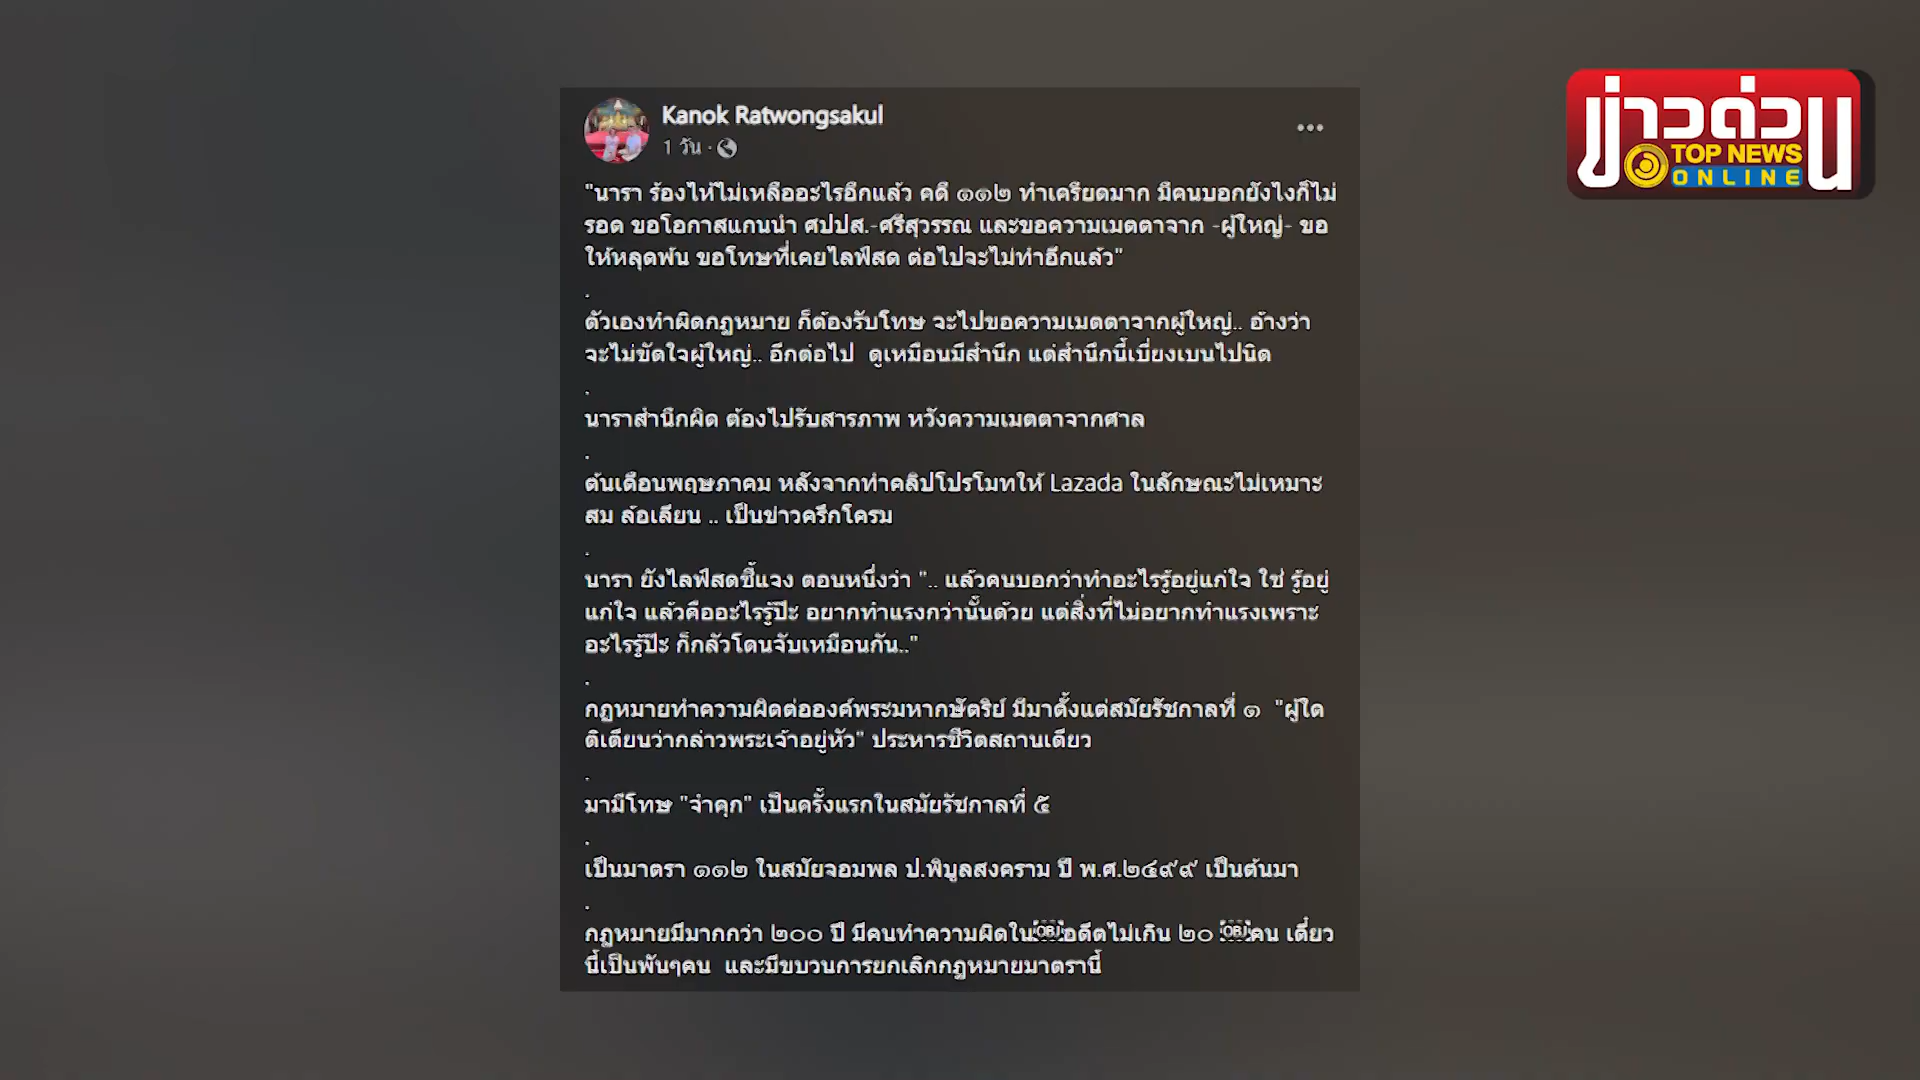 ข่าวด่วน
TOP NEWS
ONLINE
Kanok Ratwongsakul
1 วัน ·
"นารา ร้องไห้ไม่เหลืออะไรอีกแล้ว คดี ๑๑๒ ทำเครียดมาก มีคนบอกยังไงก็ไม่
รอด ขอโอกาสแกนนำ ศปปส.-ศรีสุวรรณ และขอความเมตตาจาก -ผู้ใหญ่- ขอ
ให้หลุดพ้น ขอโทษที่เคยไลฟ์สด ต่อไปจะไม่ทำอีกแล้ว"
.
ตัวเองทำผิดกฎหมาย ก็ต้องรับโทษ จะไปขอความเมตตาจากผู้ใหญ่.. อ้างว่า
จะไม่ขัดใจผู้ใหญ่.. อีกต่อไป ดูเหมือนมีสำนึก แต่สำนึกนี้เบี่ยงเบนไปนิด
.
นาราสำนึกผิด ต้องไปรับสารภาพ หวังความเมตตาจากศาล
.
ต้นเดือนพฤษภาคม หลังจากทำคลิปโปรโมทให้ Lazada ในลักษณะไม่เหมาะ
สม ล้อเลียน .. เป็นข่าวครึกโครม
.
นารา ยังไลฟ์สดชี้แจง ตอนหนึ่งว่า ".. แล้วคนบอกว่าทำอะไรรู้อยู่แก่ใจ ใช่ รู้อยู่
แก่ใจ แล้วคืออะไรรู้ป๊ะ อยากทำแรงกว่านั้นด้วย แต่สิ่งที่ไม่อยากทำแรงเพราะ
อะไรรู้ป๊ะ ก็กลัวโดนจับเหมือนกัน.."
.
กฎหมายทำความผิดต่อองค์พระมหากษัตริย์ มีมาตั้งแต่สมัยรัชกาลที่ ๑ "ผู้ใด
ติเตียนว่ากล่าวพระเจ้าอยู่หัว" ประหารชีวิตสถานเดียว
.
มามีโทษ "จำคุก" เป็นครั้งแรกในสมัยรัชกาลที่ ๕
.
เป็นมาตรา ๑๑๒ ในสมัยจอมพล ป.พิบูลสงคราม ปี พ.ศ.๒๔๙๙ เป็นต้นมา
.
กฎหมายมีมากกว่า ๒๐๐ ปี มีคนทำความผิดใน￼อดีตไม่เกิน ๒๐ ￼คน เดี๋ยว
นี้เป็นพันๆคน และมีขบวนการยกเลิกกฎหมายมาตรานี้